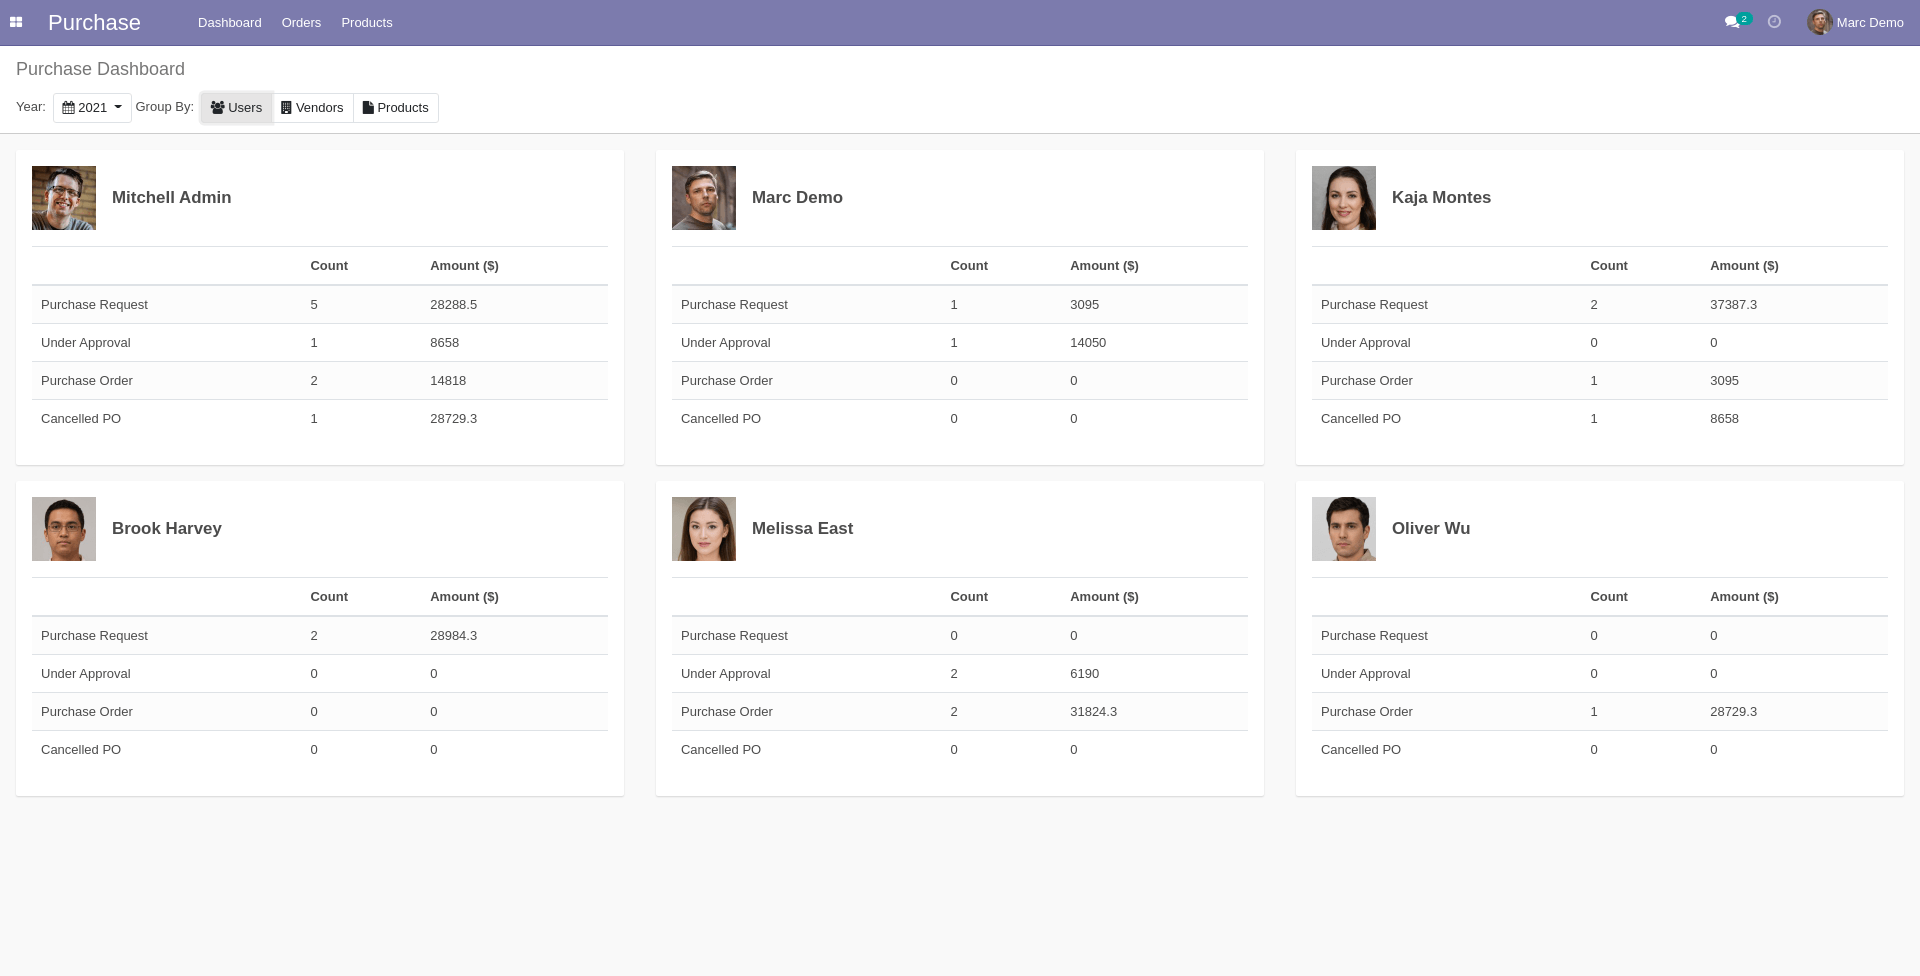 Purchase Dashboard Orders Products 2 Marc Demo
Purchase Dashboard
Year: 2021 Group By: Users Vendors Products
Mitchell Admin
Count Amount ($)
Purchase Request 5 28288.5
Under Approval 1 8658
Purchase Order 2 14818
Cancelled PO 1 28729.3
Marc Demo
Count Amount ($)
Purchase Request 1 3095
Under Approval 1 14050
Purchase Order 0 0
Cancelled PO 0 0
Kaja Montes
Count Amount ($)
Purchase Request 2 37387.3
Under Approval 0 0
Purchase Order 1 3095
Cancelled PO 1 8658
Brook Harvey
Count Amount ($)
Purchase Request 2 28984.3
Under Approval 0 0
Purchase Order 0 0
Cancelled PO 0 0
Melissa East
Count Amount ($)
Purchase Request 0 0
Under Approval 2 6190
Purchase Order 2 31824.3
Cancelled PO 0 0
Oliver Wu
Count Amount ($)
Purchase Request 0 0
Under Approval 0 0
Purchase Order 1 28729.3
Cancelled PO 0 0